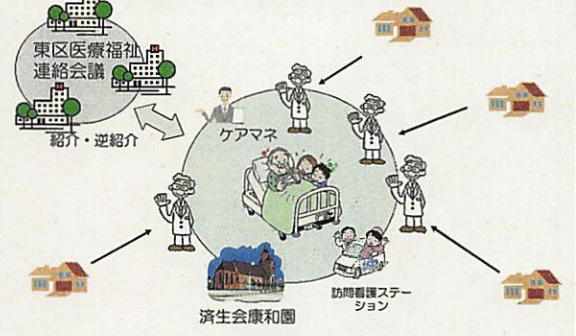 東区医療福祉
連絡会議
紹介・逆紹介
ケアマネ
訪問看護ステー
ション
済生会康和園